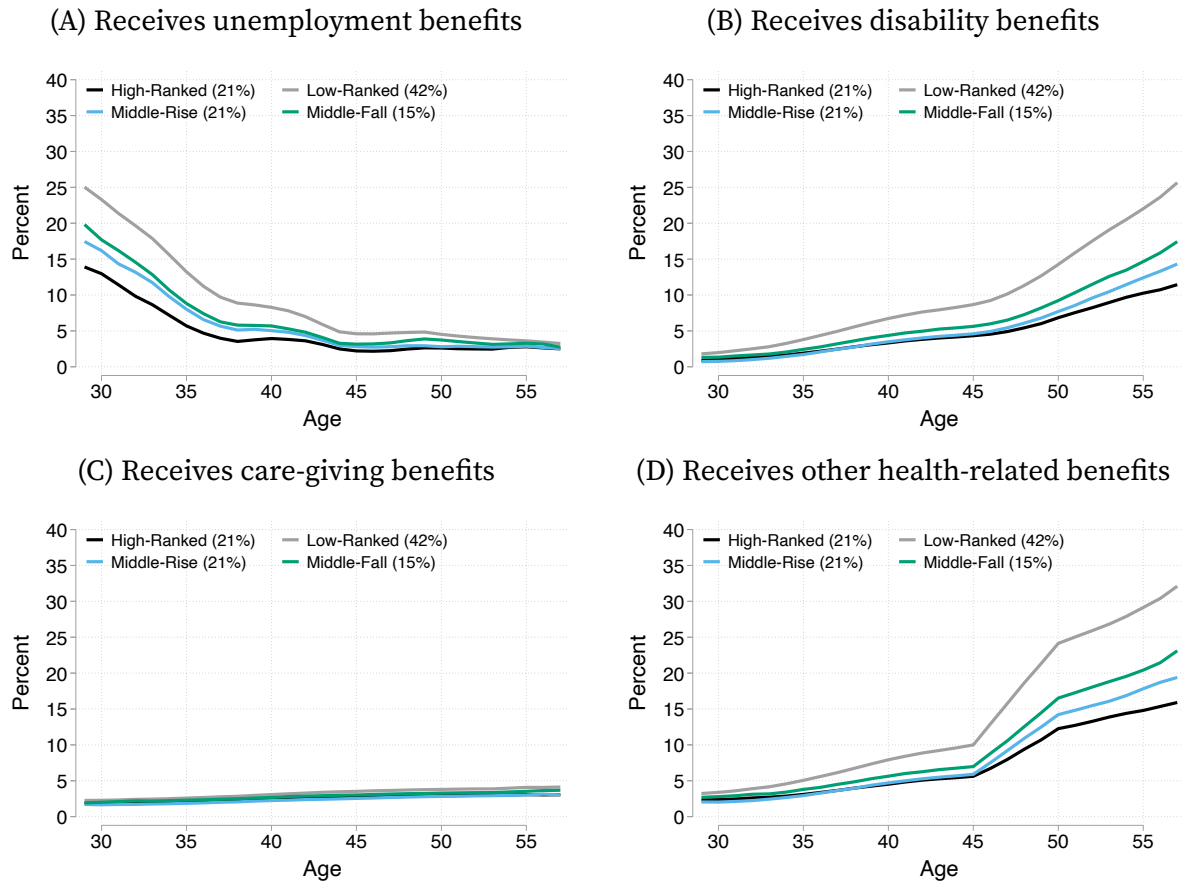 (A) Receives unemployment benefits
40
35
30
25
20
15
10
5
0
Percent
High-Ranked (21%) Low-Ranked (42%)
Middle-Rise (21%) Middle-Fall (15%)
30 35 40 45 50 55
Age
(B) Receives disability benefits
40
35
30
25
20
15
10
5
0
Percent
High-Ranked (21%) Low-Ranked (42%)
Middle-Rise (21%) Middle-Fall (15%)
30 35 40 45 50 55
Age
(C) Receives care-giving benefits
40
35
30
25
20
15
10
5
0
Percent
High-Ranked (21%) Low-Ranked (42%)
Middle-Rise (21%) Middle-Fall (15%)
30 35 40 45 50 55
Age
(D) Receives other health-related benefits
40
35
30
25
20
15
10
5
0
Percent
High-Ranked (21%) Low-Ranked (42%)
Middle-Rise (21%) Middle-Fall (15%)
30 35 40 45 50 55
Age